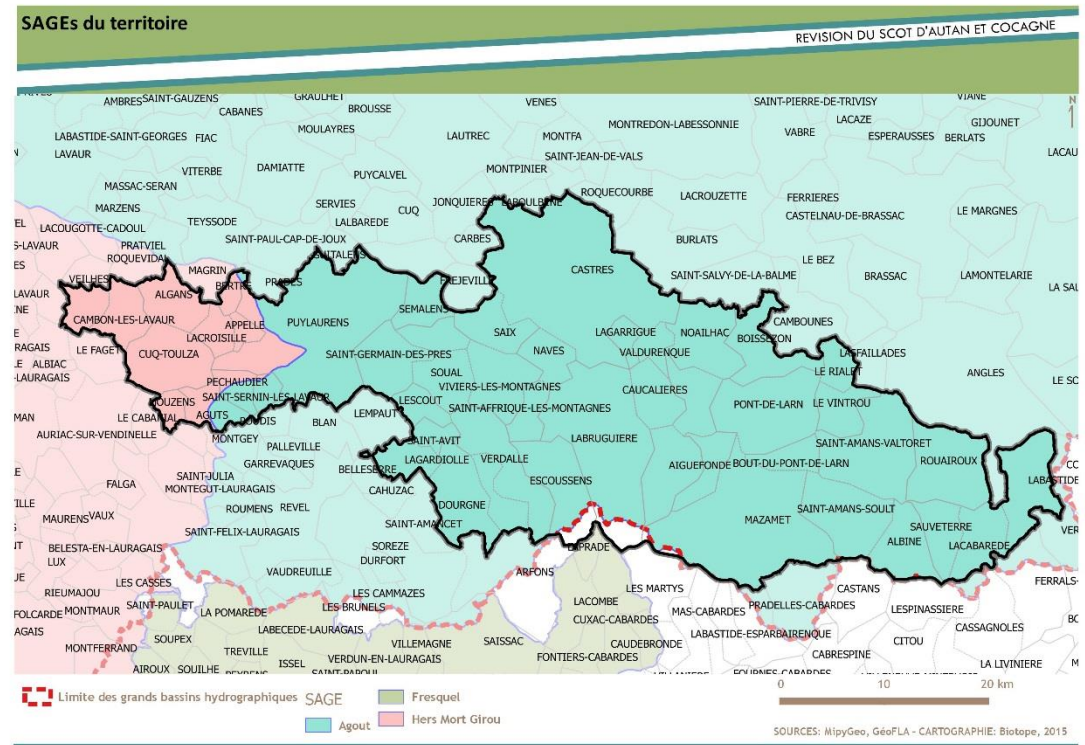 SAGEs du territoire
REVISION DU SCOT D'AUTAN ET COCAGNE
AMBRES SAINT-GAUZENS GRAULHET BROUSSE VENES SAINT-PIERRE-DE-TRIVISY LACAZE VIANE
CABANES MOULAYRES MONTREDON-LABESSONNIE VABRE ESPERAUSSES BERLATS GIJOUNET
N
LABASTIDE-SAINT-GEORGES FIAC LAUTREC MONTFA
LAVAUR SAINT-JEAN-DE-VALS LACAU
VITERBE DAMIATTE PUYCALVEL MONTPINIER
MASSAC-SERAN ROQUECOURBE LACROUZETTE FERRIERES
MARZENS SERVIES CUQ JONQUIERES LABOULBENE CASTELNAU-DE-BRASSAC LE MARGNES
LACOUGOTTE-CADOUL TEYSSODE LALBAREDE
S-LAVAUR PRATVIEL SAINT-PAUL-CAP-DE-JOUX CARBES BURLATS
ROQUEVIDAL GUITALENS LE BEZ
VEILHES MAGRIN CASTRES SAINT-SALVY-DE-LA-BALME BRASSAC LAMONTELARIE
LAVAUR ALGANS BERTRE PRADES FREJEVILLE LA SAL
CAMBON-LES-LAVAUR APPELLE PUYLAURENS SEMALENS CAMBOUNES
LACROISILLE SAIX LAGARRIGUE NOAILHAC BOISSEZON
RAGAIS LE FAGET CUQ-TOULZA SAINT-GERMAIN-DES-PRES NAVES VALDURENQUE LASFAILLADES
LE ALBIAC SOUAL LE RIALET ANGLES
-LAURAGAIS PECHAUDIER VIVIERS-LES-MONTAGNES CAUCALIERES LE SO
MOUZENS SAINT-SERNIN-LES-LAVAUR LESCOUT PONT-DE-LARN LE VINTROU
MAN LE CABANIAL AGUTS LEMPAUT SAINT-AFFRIQUE-LES-MONTAGNES
AURIAC-SUR-VENDINELLE POUDIS BLAN LABRUGUIERE
MONTGEY PALLEVILLE SAINT-AVIT SAINT-AMANS-VALTORET
GARREVAQUES LAGARDIOLLE VERDALLE AIGUEFONDE BOUT-DU-PONT-DE-LARN ROUAIROUX
SAINT-JULIA BELLESERRE
FALGA MONTEGUT-LAURAGAIS CAHUZAC ESCOUSSENS LABASTIDE
VILLE ROUMENS REVEL DOURGNE SAINT-AMANS-SOULT
MAURENS VAUX SAINT-AMANCET MAZAMET SAUVETERRE
SAINT-FELIX-LAURAGAIS VER
BELESTA-EN-LAURAGAIS SOREZE ALBINE LACABAREDE
LUX DURFORT
VAUDREUILLE ARFONS FERRALS-
LES CASSES LES CAMMAZES LES MARTYS CASTANS
RIEUMAJOU LACOMBE
FOLCARDE MONTMAUR SAINT-PAULET LA POMAREDE LES BRUNELS MAS-CABARDES PRADELLES-CABARDES LESPINASSIERE
AGAIS LABECEDE-LAURAGAIS CUXAC-CABARDES CASSAGNOLES
SOUPEX VILLEMAGNE SAISSAC LABASTIDE-ESPARBAIRENQUE CITOU
MONTFERRAND TREVILLE VERDUN-EN-LAURAGAIS CAUDEBRONDE CABRESPINE
AIROUX SOUILHE ISSEL FONTIERS-CABARDES LA LIVINIERE M
Limite des grands bassins hydrographiques
SAGE
Agout
Fresquel
Hers Mort Girou
0 10 20 km
SOURCES: MipyGeo, GéoFLA - CARTOGRAPHIE: Biotope, 2015